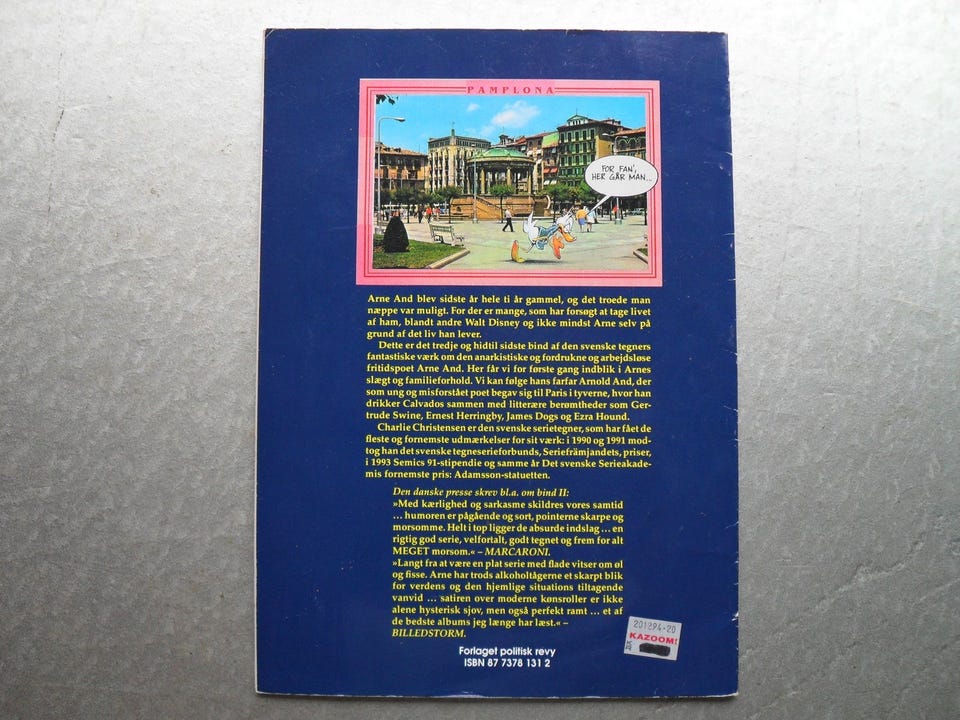 PAMPLONA
FOR FAN',
HER GÅR MAN...
Arne And blev sidste år hele ti år gammel, og det troede man
næppe var muligt. For der er mange, som har forsøgt at tage livet
af ham, blandt andre Walt Disney og ikke mindst Arne selv på
grund af det liv han lever.
Dette er det tredje og hidtil sidste bind af den svenske tegners
fantastiske værk om den anarkistiske og fordrukne og arbejdsløse
fritidspoet Arne And. Her får vi for første gang indblik i Arnes
slægt og familieforhold. Vi kan følge hans farfar Arnold And, der
som ung og misforstået poet begav sig til Paris i tyverne, hvor han
drikker Calvados sammen med litterære berømtheder som Ger-
trude Swine, Ernest Herringby, James Dogs og Ezra Hound.
Charlie Christensen er den svenske serietegner, som har fået de
fleste og fornemste udmærkelser for sit værk: i 1990 og 1991 mod-
tog han det svenske tegneserieforbunds, Seriefrämjandets, priser,
i 1993 Semics 91-stipendie og samme år Det svenske Serieakade-
mis fornemste pris: Adamsson-statuetten.
Den danske presse skrev bl.a. om bind II:
»Med kærlighed og sarkasme skildres vores samtid
... humoren er pågående og sort, pointerne skarpe og
morsomme. Helt i top ligger de absurde indslag ... en
rigtig god serie, velfortalt, godt tegnet og frem for alt
MEGET morsom.« – MARCARONI.
»Langt fra at være en plat serie med flade vitser om øl
og fisse. Arne har trods alkoholtågerne et skarpt blik
for verdens og den hjemlige situations tiltagende
vanvid ... satiren over moderne kønsroller er ikke
alene hysterisk sjov, men også perfekt ramt ... et af
de bedste albums jeg længe har læst.« –
BILLEDSTORM.
201294-20
KAZOOM!
Forlaget politisk revy
ISBN 87 7378 131 2